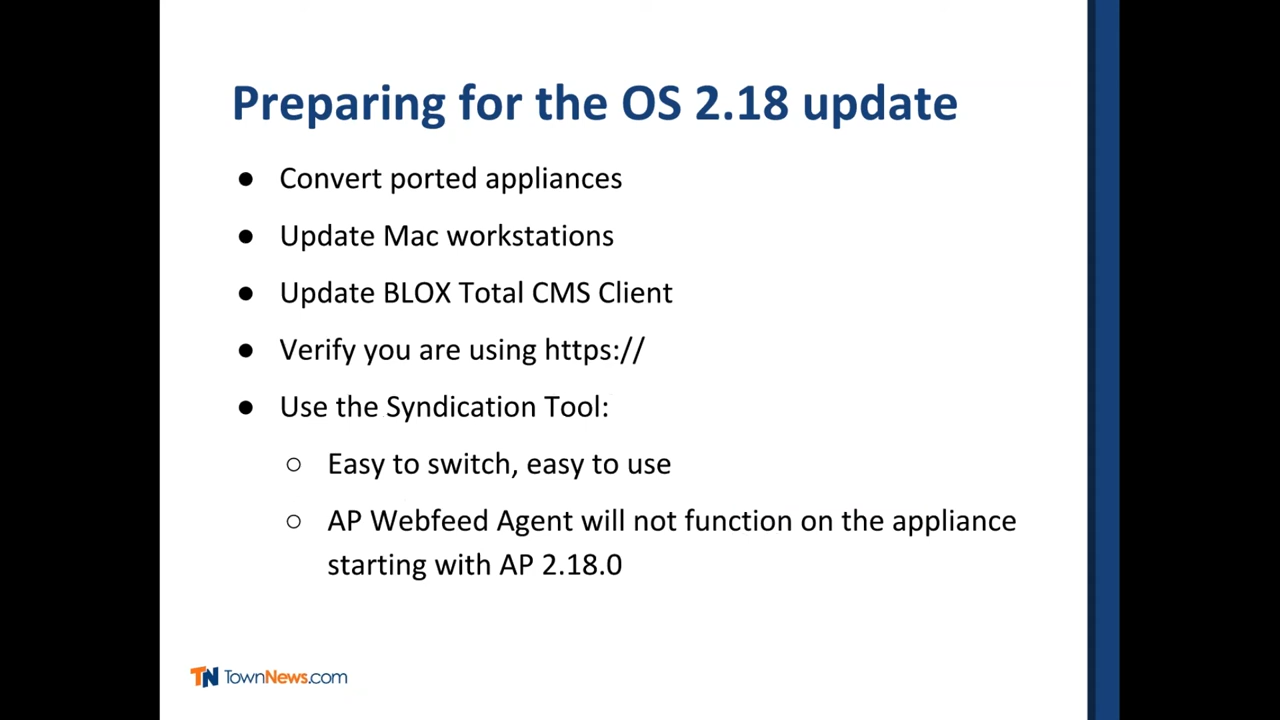 Preparing for the OS 2.18 update
● Convert ported appliances
● Update Mac workstations
● Update BLOX Total CMS Client
● Verify you are using https://
● Use the Syndication Tool:
○ Easy to switch, easy to use
○ AP Webfeed Agent will not function on the appliance
starting with AP 2.18.0
TN TownNews.com